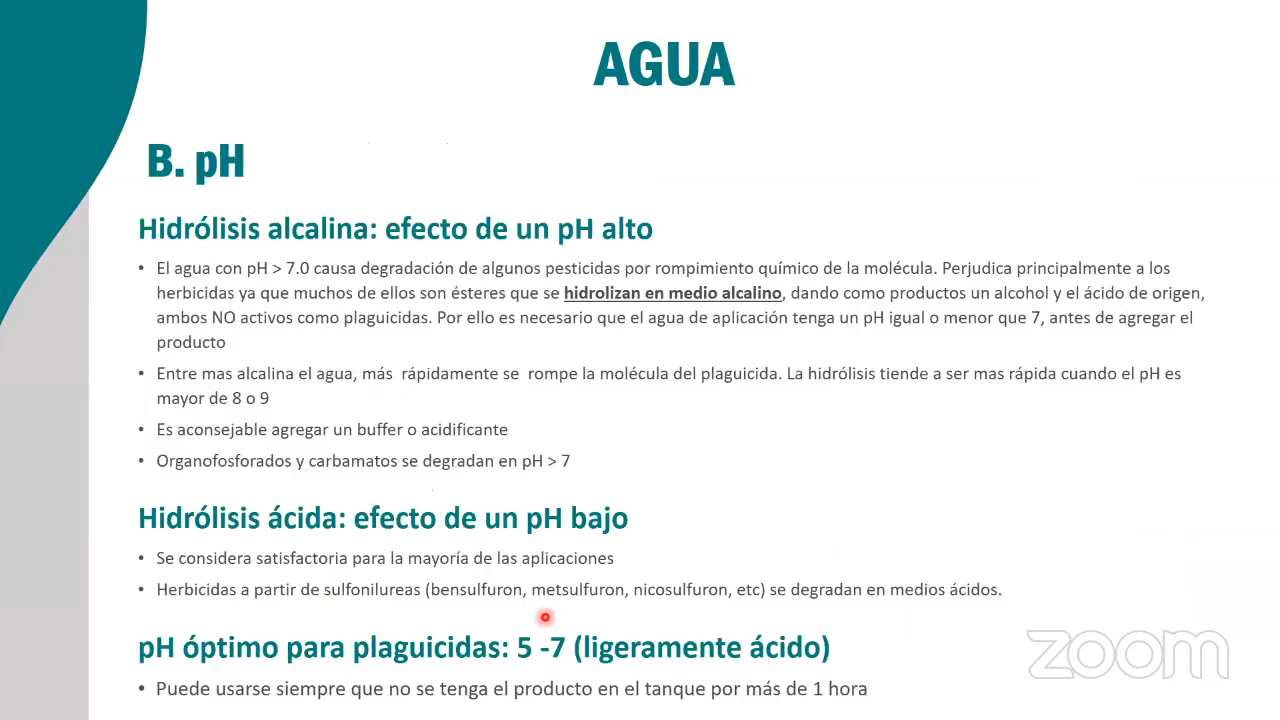 AGUA
B. pH
Hidrólisis alcalina: efecto de un pH alto
• El agua con pH > 7.0 causa degradación de algunos pesticidas por rompimiento químico de la molécula. Perjudica principalmente a los
herbicidas ya que muchos de ellos son ésteres que se hidrolizan en medio alcalino, dando como productos un alcohol y el ácido de origen,
ambos NO activos como plaguicidas. Por ello es necesario que el agua de aplicación tenga un pH igual o menor que 7, antes de agregar el
producto
• Entre mas alcalina el agua, más rápidamente se rompe la molécula del plaguicida. La hidrólisis tiende a ser mas rápida cuando el pH es
mayor de 8 o 9
• Es aconsejable agregar un buffer o acidificante
• Organofosforados y carbamatos se degradan en pH > 7
Hidrólisis ácida: efecto de un pH bajo
• Se considera satisfactoria para la mayoría de las aplicaciones
• Herbicidas a partir de sulfonilureas (bensulfuron, metsulfuron, nicosulfuron, etc) se degradan en medios ácidos.
pH óptimo para plaguicidas: 5 -7 (ligeramente ácido)
• Puede usarse siempre que no se tenga el producto en el tanque por más de 1 hora
zoom